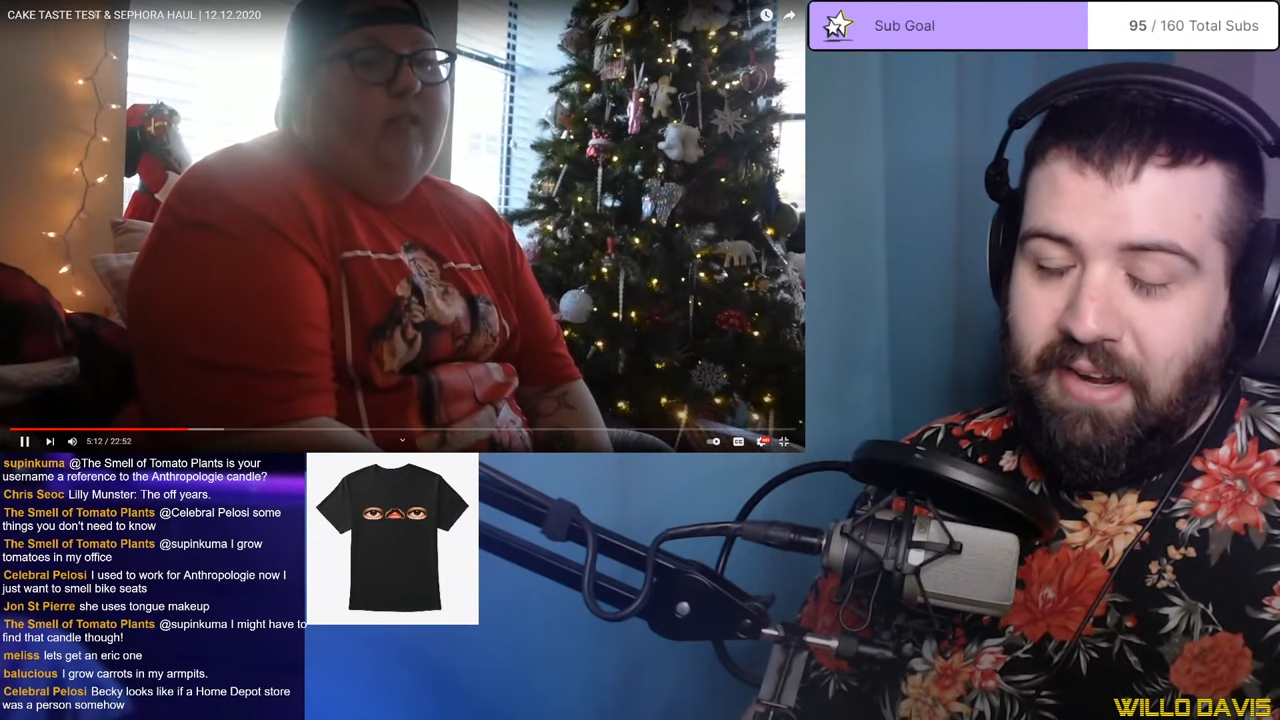 CAKE TASTE TEST & SEPHORA HAUL | 12.12.2020
Sub Goal
95 / 160 Total Subs
5:12 / 22:52
CC
HD
supinkuma @The Smell of Tomato Plants is your
username a reference to the Anthropologie candle?
Chris Seoc Lilly Munster: The off years.
The Smell of Tomato Plants @Celebral Pelosi some
things you don't need to know
The Smell of Tomato Plants @supinkuma I grow
tomatoes in my office
Celebral Pelosi I used to work for Anthropologie now I
just want to smell bike seats
Jon St Pierre she uses tongue makeup
The Smell of Tomato Plants @supinkuma I might have to
find that candle though!
meliss lets get an eric one
balucious I grow carrots in my armpits.
Celebral Pelosi Becky looks like if a Home Depot store
was a person somehow
WILLO DAVIS